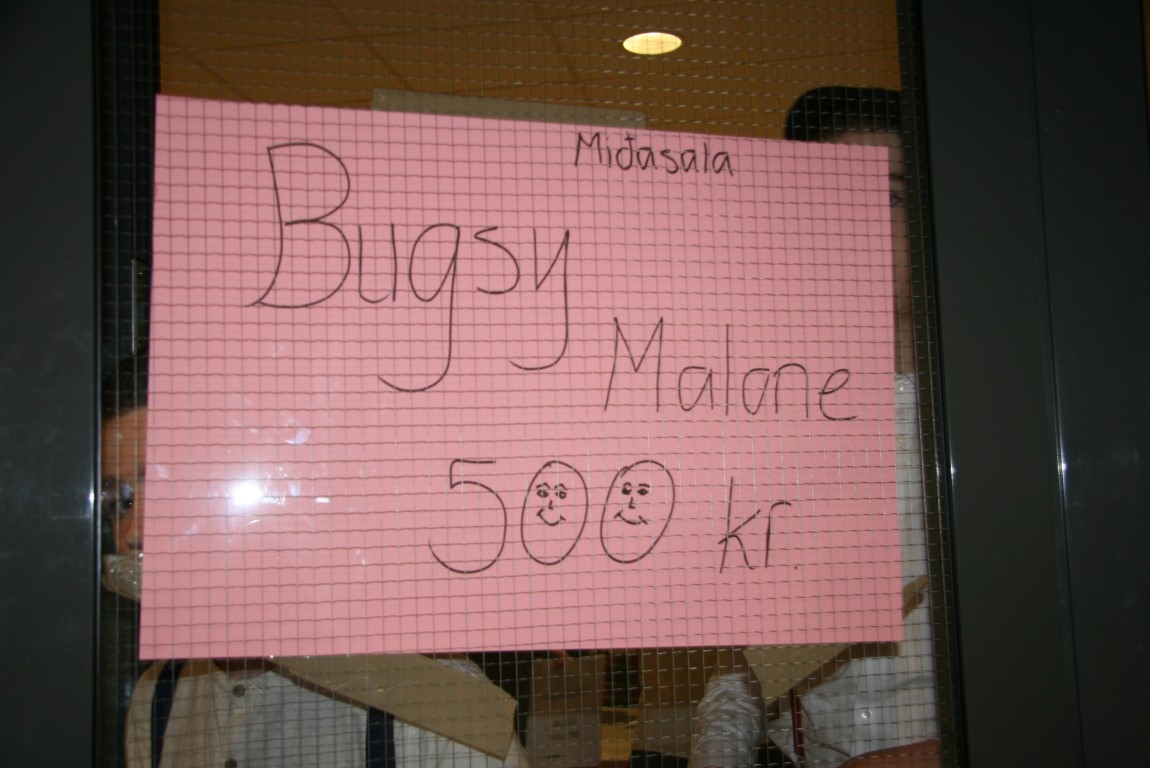 Miðasala
Bugsy
Malone
500 kr.